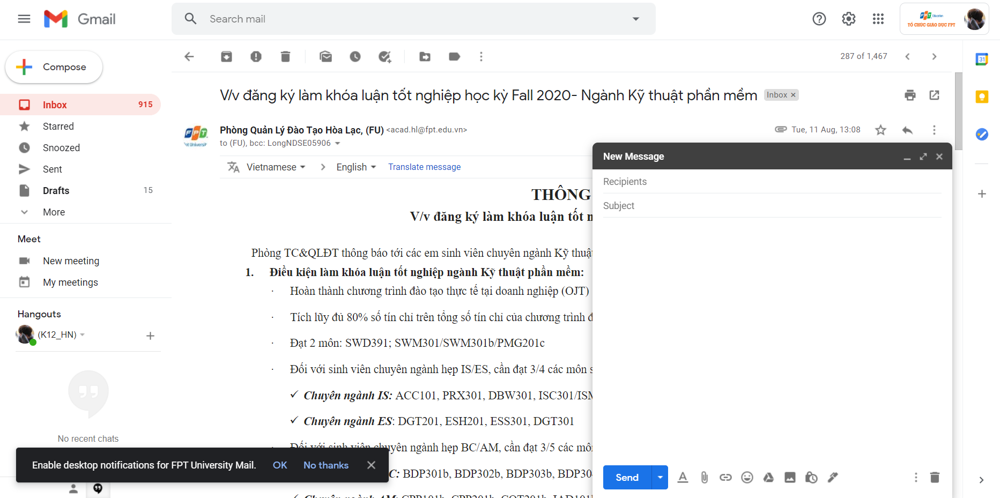 Gmail
Search mail
FPT Education
TỔ CHỨC GIÁO DỤC FPT
Compose
287 of 1,467
31
Inbox 915
Starred
Snoozed
Sent
Drafts 15
More
Meet
New meeting
My meetings
Hangouts
(K12_HN)
No recent chats
V/v đăng ký làm khóa luận tốt nghiệp học kỳ Fall 2020- Ngành Kỹ thuật phần mềm
Inbox ×
FPT
Phòng Quản Lý Đào Tạo Hòa Lạc, (FU) <acad.hl@fpt.edu.vn>
Tue, 11 Aug, 13:08
to (FU), bcc: LongNDSE05906
Vietnamese > English Translate message
THÔNG
V/v đăng ký làm khóa luận tốt
Phòng TC&QLĐT thông báo tới các em sinh viên chuyên ngành Kỹ thuật
1. Điều kiện làm khóa luận tốt nghiệp ngành Kỹ thuật phần mềm:
· Hoàn thành chương trình đào tạo thực tế tại doanh nghiệp (OJT)
· Tích lũy đủ 80% số tín chỉ trên tổng số tín chỉ của chương trình
· Đạt 2 môn: SWD391; SWM301/SWM301b/PMG201c
· Đối với sinh viên chuyên ngành hẹp IS/ES, cần đạt 3/4 các môn
✓ Chuyên ngành IS: ACC101, PRX301, DBW301, ISC301/ISM
✓ Chuyên ngành ES: DGT201, ESH201, ESS301, DGT301
· Đối với sinh viên chuyên ngành hẹp BC/AM, cần đạt 3/5 các môn
C: BDP301b, BDP302b, BDP303b, BDP30
New Message
Recipients
Subject
Send
Enable desktop notifications for FPT University Mail. OK No thanks